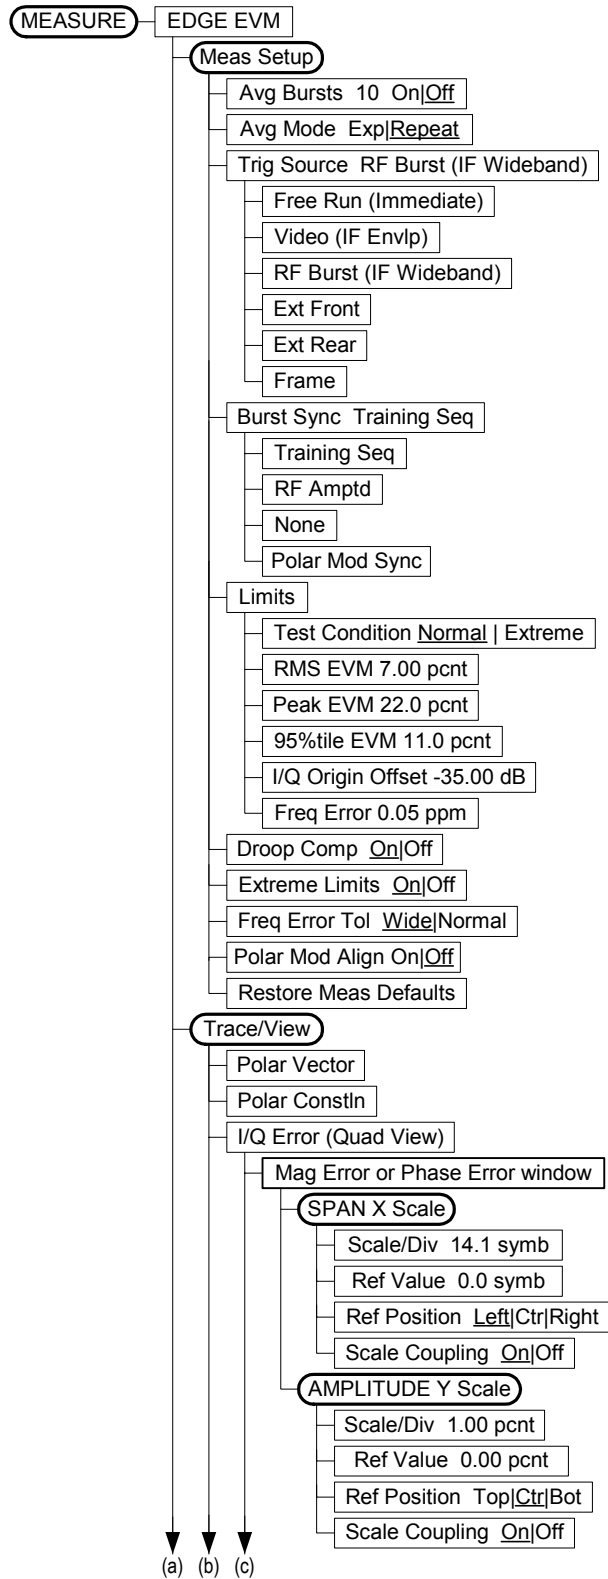 MEASURE EDGE EVM
Meas Setup
Avg Bursts 10 On|Off
Avg Mode Exp|Repeat
Trig Source RF Burst (IF Wideband)
Free Run (Immediate)
Video (IF Envlp)
RF Burst (IF Wideband)
Ext Front
Ext Rear
Frame
Burst Sync Training Seq
Training Seq
RF Amptd
None
Polar Mod Sync
Limits
Test Condition Normal | Extreme
RMS EVM 7.00 pcnt
Peak EVM 22.0 pcnt
95%tile EVM 11.0 pcnt
I/Q Origin Offset -35.00 dB
Freq Error 0.05 ppm
Droop Comp On|Off
Extreme Limits On|Off
Freq Error Tol Wide|Normal
Polar Mod Align On|Off
Restore Meas Defaults
Trace/View
Polar Vector
Polar Constln
I/Q Error (Quad View)
Mag Error or Phase Error window
SPAN X Scale
Scale/Div 14.1 symb
Ref Value 0.0 symb
Ref Position Left|Ctr|Right
Scale Coupling On|Off
AMPLITUDE Y Scale
Scale/Div 1.00 pcnt
Ref Value 0.00 pcnt
Ref Position Top|Ctr|Bot
Scale Coupling On|Off
(a) (b) (c)